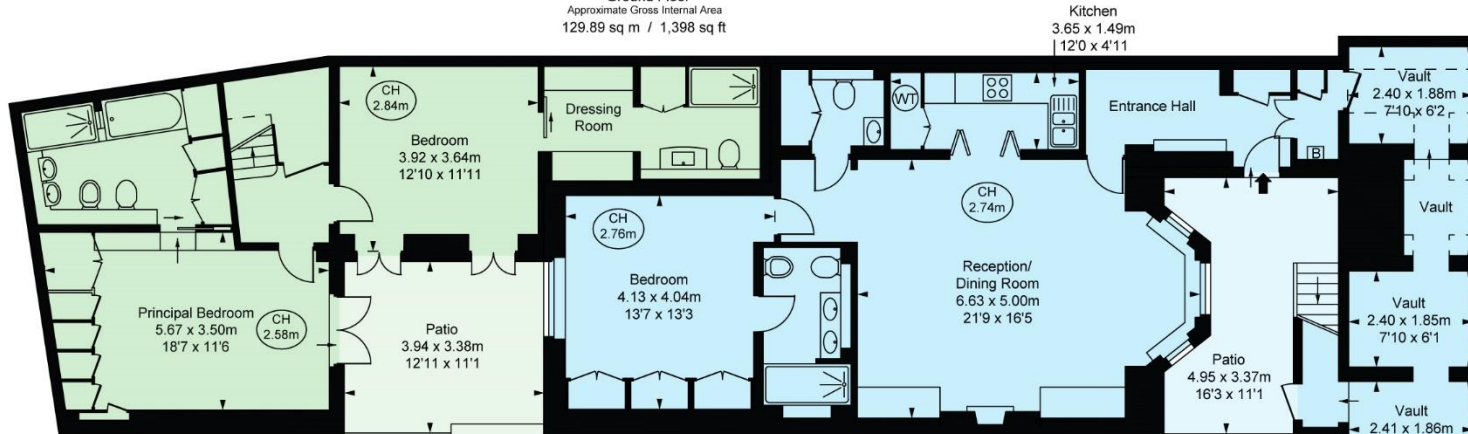 Approximate Gross Internal Area
129.89 sq m / 1,398 sq ft
Kitchen
3.65 x 1.49m
12'0 x 4'11
CH
2.84m
Bedroom
3.92 x 3.64m
12'10 x 11'11
Dressing
Room
WT
Entrance Hall
B
Vault
2.40 x 1.88m
7'10 x 6'2
Vault
CH
2.76m
Bedroom
4.13 x 4.04m
13'7 x 13'3
CH
2.74m
Reception/
Dining Room
6.63 x 5.00m
21'9 x 16'5
Principal Bedroom
5.67 x 3.50m
18'7 x 11'6
CH
2.58m
Patio
3.94 x 3.38m
12'11 x 11'1
Patio
4.95 x 3.37m
16'3 x 11'1
Vault
2.40 x 1.85m
7'10 x 6'1
Vault
2.41 x 1.86m